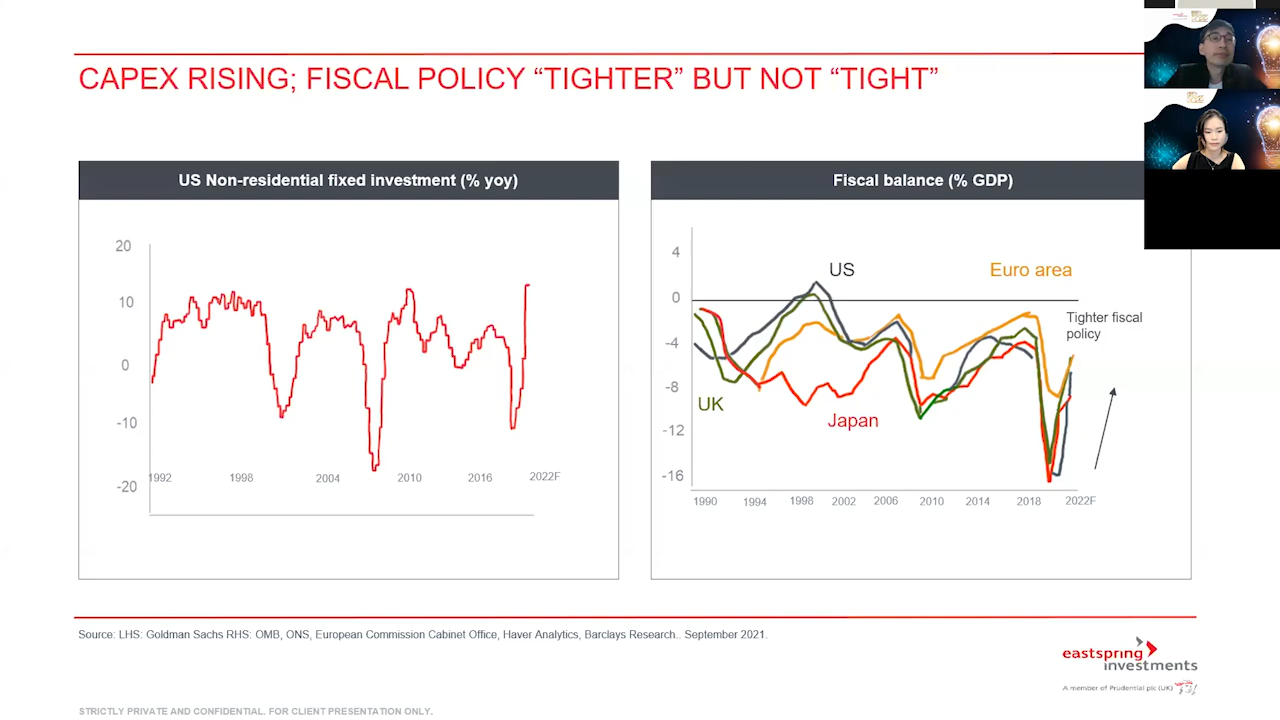 CAPEX RISING; FISCAL POLICY “TIGHTER” BUT NOT “TIGHT”
US Non-residential fixed investment (% yoy)
20
10
0
-10
-20
1992 1998 2004 2010 2016 2022F
Fiscal balance (% GDP)
4
0
-4
-8
-12
-16
US
Euro area
Tighter fiscal
policy
UK
Japan
1990 1994 1998 2002 2006 2010 2014 2018 2022F
Source: LHS: Goldman Sachs RHS: OMB, ONS, European Commission Cabinet Office, Haver Analytics, Barclays Research.. September 2021.
eastspring
investments
A member of Prudential plc (UK)
STRICTLY PRIVATE AND CONFIDENTIAL. FOR CLIENT PRESENTATION ONLY.